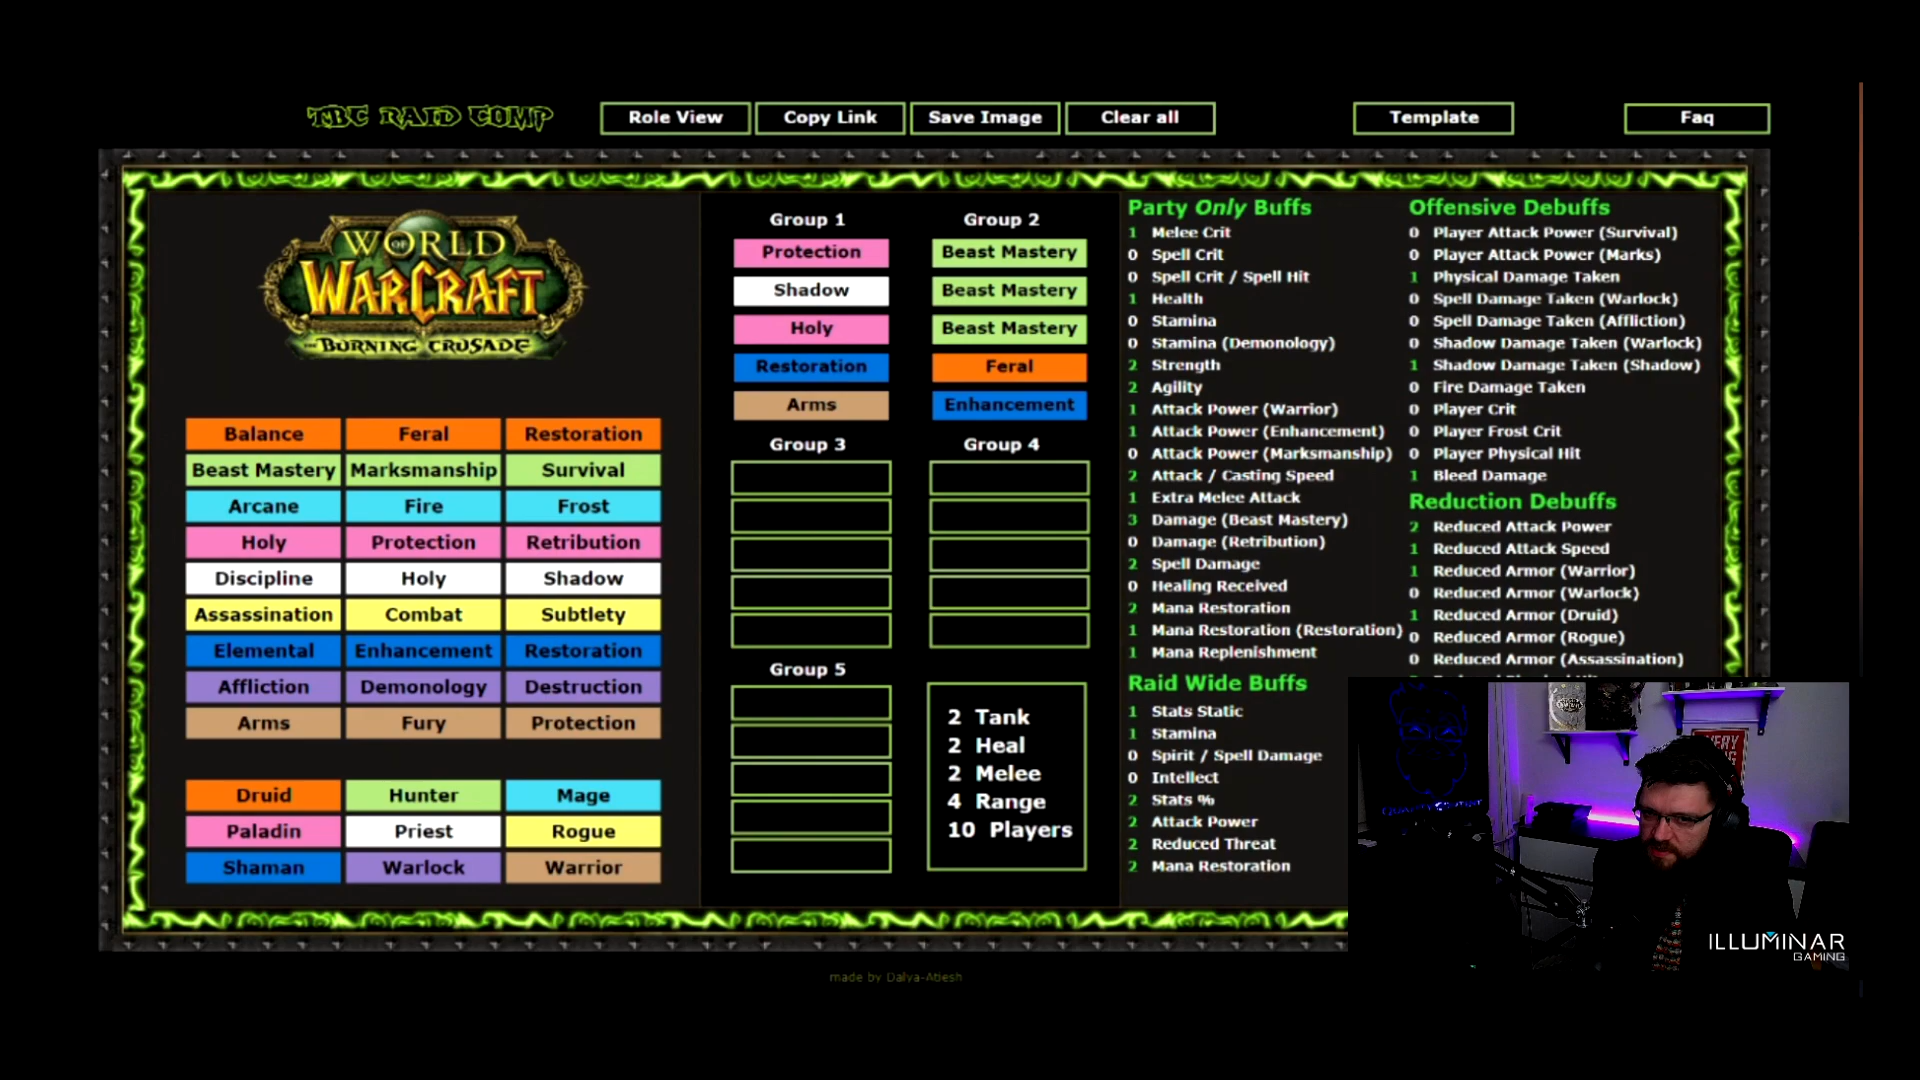 TBC RAID COMP
Role View
Copy Link
Save Image
Clear all
Template
Faq
WORLD
OF
WARCRAFT
BURNING CRUSADE
Balance
Feral
Restoration
Beast Mastery
Marksmanship
Survival
Arcane
Fire
Frost
Holy
Protection
Retribution
Discipline
Holy
Shadow
Assassination
Combat
Subtlety
Elemental
Enhancement
Restoration
Affliction
Demonology
Destruction
Arms
Fury
Protection
Druid
Hunter
Mage
Paladin
Priest
Rogue
Shaman
Warlock
Warrior
Group 1
Protection
Shadow
Holy
Restoration
Arms
Group 2
Beast Mastery
Beast Mastery
Beast Mastery
Feral
Enhancement
Group 3
Group 4
Group 5
2 Tank
2 Heal
2 Melee
4 Range
10 Players
Party Only Buffs
1 Melee Crit
0 Spell Crit
0 Spell Crit / Spell Hit
1 Health
0 Stamina
0 Stamina (Demonology)
2 Strength
2 Agility
1 Attack Power (Warrior)
1 Attack Power (Enhancement)
0 Attack Power (Marksmanship)
2 Attack / Casting Speed
1 Extra Melee Attack
3 Damage (Beast Mastery)
0 Damage (Retribution)
2 Spell Damage
0 Healing Received
2 Mana Restoration
1 Mana Restoration (Restoration)
1 Mana Replenishment
Raid Wide Buffs
1 Stats Static
1 Stamina
0 Spirit / Spell Damage
0 Intellect
2 Stats %
2 Attack Power
2 Reduced Threat
2 Mana Restoration
Offensive Debuffs
0 Player Attack Power (Survival)
0 Player Attack Power (Marks)
1 Physical Damage Taken
0 Spell Damage Taken (Warlock)
0 Spell Damage Taken (Affliction)
0 Shadow Damage Taken (Warlock)
1 Shadow Damage Taken (Shadow)
0 Fire Damage Taken
0 Player Crit
0 Player Frost Crit
0 Player Physical Hit
1 Bleed Damage
Reduction Debuffs
2 Reduced Attack Power
1 Reduced Attack Speed
1 Reduced Armor (Warrior)
0 Reduced Armor (Warlock)
1 Reduced Armor (Druid)
0 Reduced Armor (Rogue)
0 Reduced Armor (Assassination)
ILLUMINAR
GAMING
made by Dalya-Atiesh